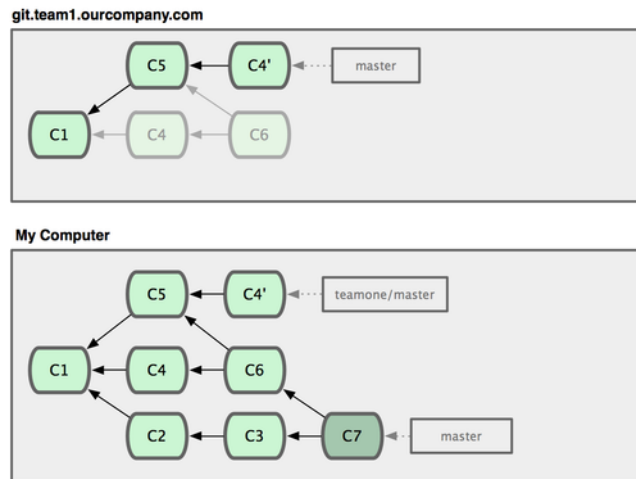 git.team1.ourcompany.com
C5 C4' master
C1 C4 C6
My Computer
C5 C4' teamone/master
C1 C4 C6
C2 C3 C7 master